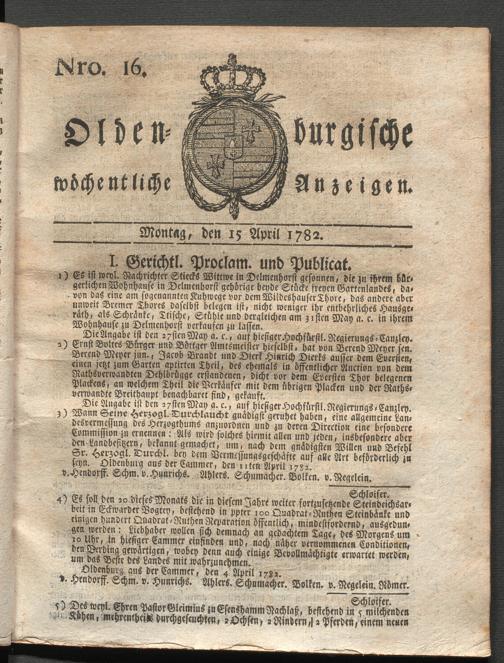 Nro. 16.
Olden- burgische
wöchentliche Anzeigen.
Montag, den 15 April 1782.
I. Gerichtl. Proclam. und Publicat.
1) Es ist weyl. Nachrichter Stiecks Witwe in Delmenhorst gesonnen, die zu ihrem bür-
gerlichen Wohnhause in Delmenhorst gehörige beyde Stücke freyen Gartenlandes, da-
von das eine am sogenannten Kuhwege vor dem Wildeshauser Thore, das andere aber
unweit Bremer Thores daselbst belegen ist, nicht weniger ihr entbehrliches Hausge-
räth, als Schränke, Tische, Stühle und dergleichen am 31sten May a. c. in ihrem
Wohnhause zu Delmenhorst verkaufen zu lassen.
Die Angabe ist den 27sten May a. c., auf hiesiger Hochfürstl. Regierungs-Canzley.
2) Ernst Boltes Bürger und Böttger Amtsmeister hieselbst, hat von Berend Meyer sen.
Berend Meyer jun., Jacob Brandt und Dierk Hinrich Dierks ausser dem Eversten,
einen jetzt zum Garten aptirten Theil, des ehemals in öffentlicher Auction von dem
Rathsverwandten Oehlbrügge erstandenen, dicht vor dem Eversten Thor belegenen
Plackens, an welchem Theil die Verkäufer mit dem übrigen Placken und der Raths-
verwandte Breithaupt benachbaret sind, gekauft.
Die Angabe ist den 27sten May a. c., auf hiesiger Hochfürstl. Regierungs-Canzley.
3) Wann Seine Herzogl. Durchlaucht gnädigst geruhet haben, eine allgemeine Lan-
desvermessung des Herzogthums anzuordnen und zu deren Direction eine besondere
Commission zu ernennen: Als wird solches hiemit allen und jeden, insbesondere aber
den Landbesitzern, bekannt gemachet, um, nach dem gnädigsten Willen und Befehl
Sr. Herzogl. Durchl. bey dem Vermessungsgeschäfte auf alle Art beförderlich zu
seyn. Oldenburg aus der Cammer, den 11ten April 1782.
v. Hendorff. Schm. v. Hunrichs. Ahlers. Schumacher. Bolken. v. Negelein.
Schloifer.
4) Es soll den 20 dieses Monats die in diesem Jahre weiter fortzusetzende Steindeichsar-
beit in Eckwarder Vogtey, bestehend in ppter 100 Quadrat-Ruthen Steinbänke und
einigen hundert Quadrat-Ruthen Reparation öffentlich, mindestfordernd, ausgedun-
gen werden: Liebhaber wollen sich demnach an gedachtem Tage, des Morgens um
10 Uhr, in hiesiger Cammer einfinden und, nach näher vernommenen Conditionen,
den Verding gewärtigen, wobey denn auch einige Bevollmächtigte erwartet werden,
um das Beste des Landes mit wahrzunehmen.
Oldenburg aus der Cammer, den 4 April 1782.
v. Hendorff. Schm. v. Hunrichs. Ahlers. Schumacher. Bolken. v. Negelein. Römer.
Schloifer.
5) Des weyl. Ehren Pastor Gleimius zu Esenshamm Nachlaß, bestehend in 5 milchenden
Kühen, mehrentheils durchgeseuchten, 2 Ochsen, 2 Rindern, 2 Pferden, einem neuen